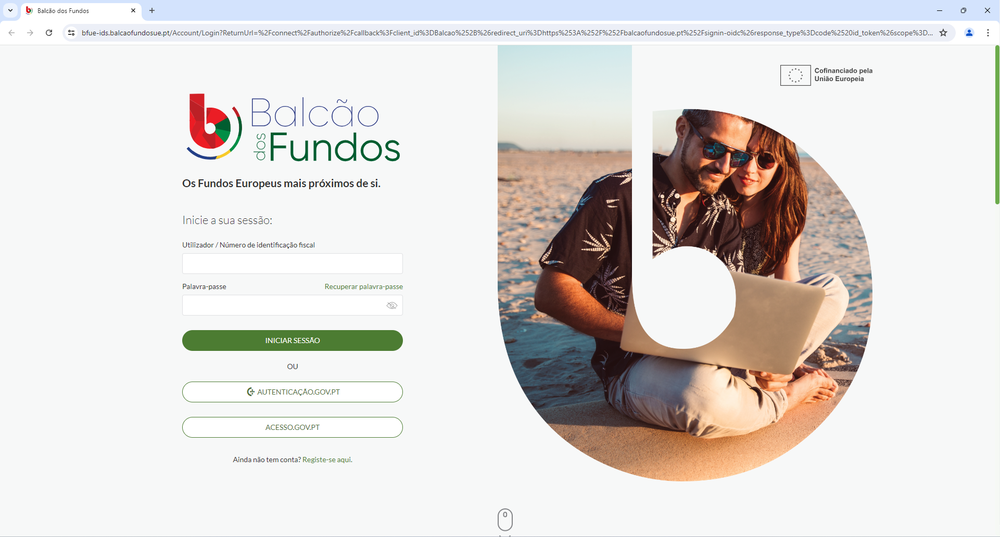 Balcão dos Fundos
bfue-ids.balcaofundosue.pt/Account/Login?ReturnUrl=%2Fconnect%2Fauthorize%2Fcallback%3Fclient_id%3DBalcao%252B%26redirect_uri%3Dhttps%253A%252F%252Fbalcaofundosue.pt%252Fsignin-oidc%26response_type%3Dcode%2520id_token%26scope%3D...
Cofinanciado pela
União Europeia
Balcão
dos Fundos
Os Fundos Europeus mais próximos de si.
Inicie a sua sessão:
Utilizador / Número de identificação fiscal
Palavra-passe Recuperar palavra-passe
INICIAR SESSÃO
OU
AUTENTICAÇÃO.GOV.PT
ACESSO.GOV.PT
Ainda não tem conta? Registe-se aqui.